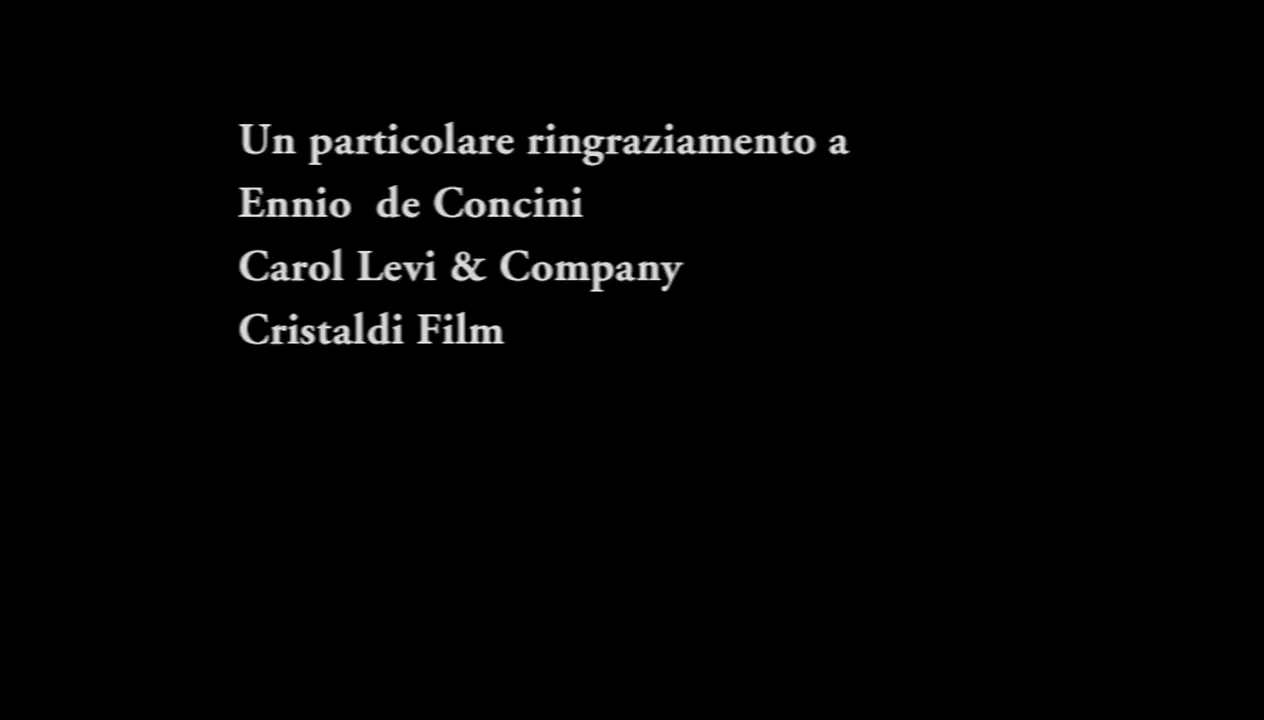 Un particolare ringraziamento a
Ennio  de Concini
Carol Levi & Company
Cristaldi Film